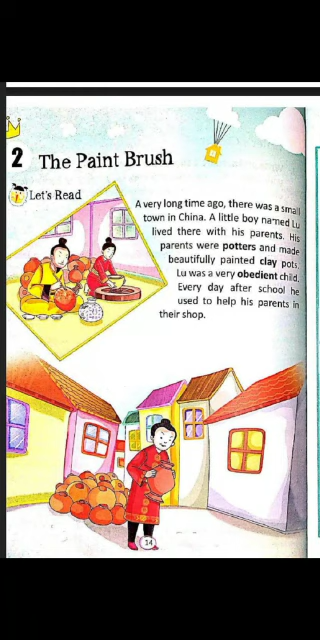 2 The Paint Brush
Let's Read
A very long time ago, there was a small
town in China. A little boy named Lu
lived there with his parents. His
parents were potters and made
beautifully painted clay pots.
Lu was a very obedient child.
Every day after school he
used to help his parents in
their shop.
14